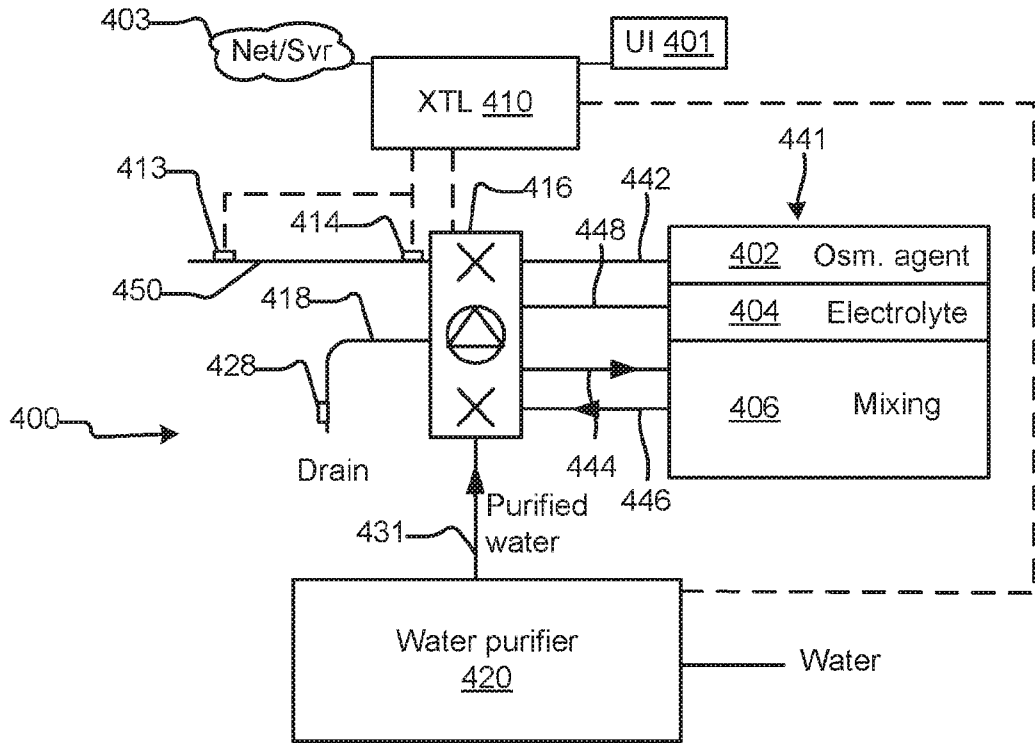 403
Net/Svr
UI 401
XTL 410
441
413
416
442
414
448
402 Osm. agent
450
418
404 Electrolyte
428
406 Mixing
400
444
446
Drain
Purified
water
431
Water purifier
420
Water